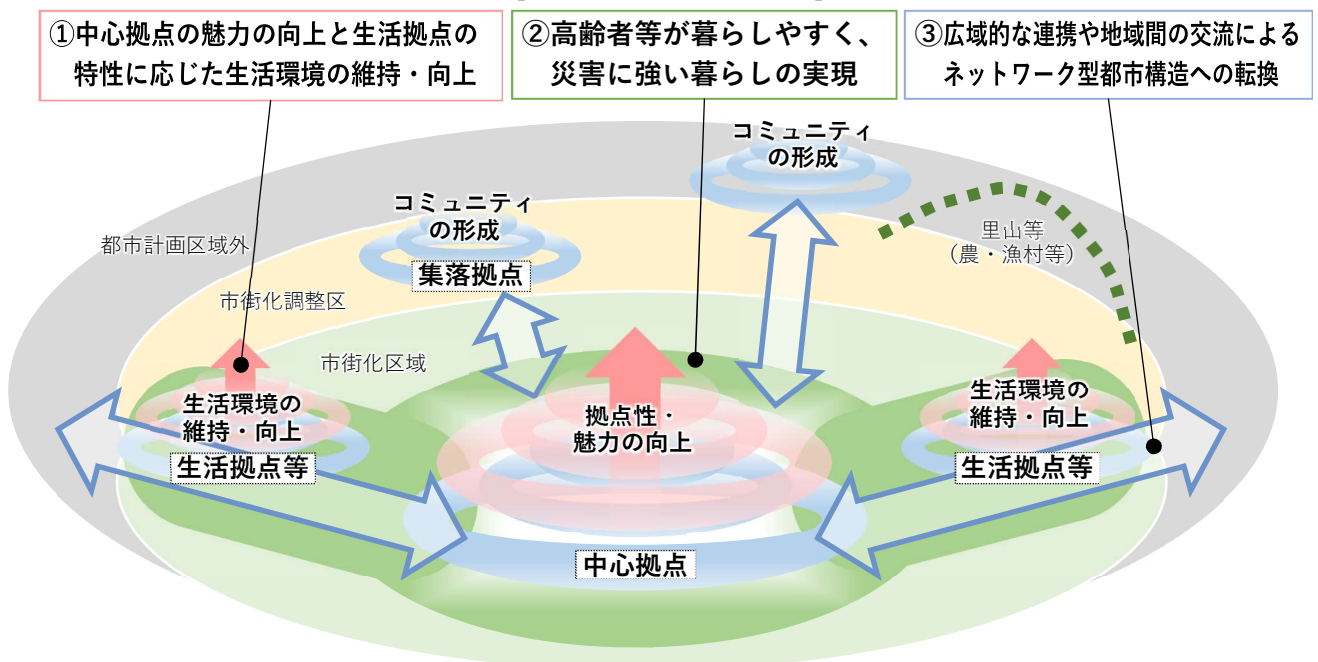 ①中心拠点の魅力の向上と生活拠点の
特性に応じた生活環境の維持・向上
②高齢者等が暮らしやすく、
災害に強い暮らしの実現
③広域的な連携や地域間の交流による
ネットワーク型都市構造への転換
コミュニティ
の形成
コミュニティ
の形成
集落拠点
都市計画区域外
里山等
（農・漁村等）
市街化調整区
市街化区域
生活環境の
維持・向上
生活拠点等
拠点性・
魅力の向上
生活環境の
維持・向上
生活拠点等
中心拠点